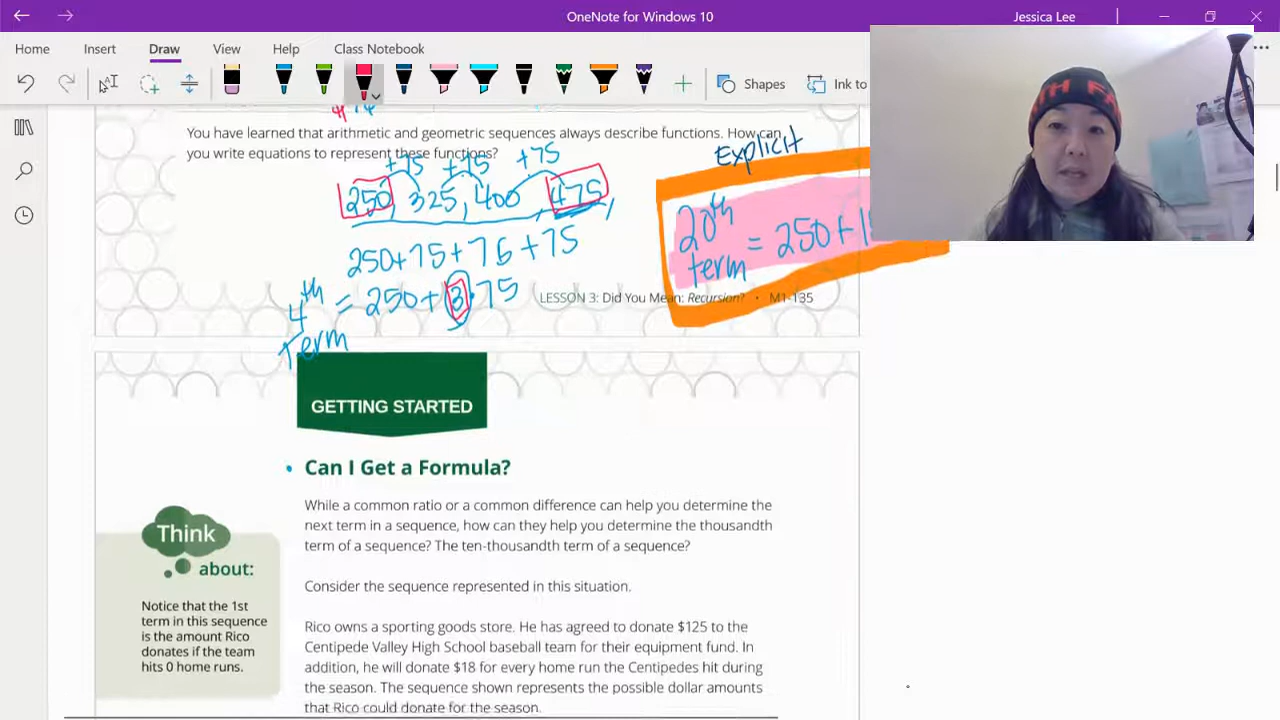 OneNote for Windows 10
Jessica Lee
Home Insert Draw View Help Class Notebook
Shapes Ink to
You have learned that arithmetic and geometric sequences always describe functions. How can
you write equations to represent these functions?
Explicit
+75 +75 +75
250, 325, 400, 475,
250+75+76+75
4th term = 250+(3)·75
20th term = 250+1
LESSON 3: Did You Mean: Recursion? • M1-135
GETTING STARTED
• Can I Get a Formula?
While a common ratio or a common difference can help you determine the
next term in a sequence, how can they help you determine the thousandth
term of a sequence? The ten-thousandth term of a sequence?
Consider the sequence represented in this situation.
Think
about:
Notice that the 1st
term in this sequence
is the amount Rico
donates if the team
hits 0 home runs.
Rico owns a sporting goods store. He has agreed to donate $125 to the
Centipede Valley High School baseball team for their equipment fund. In
addition, he will donate $18 for every home run the Centipedes hit during
the season. The sequence shown represents the possible dollar amounts
that Rico could donate for the season.